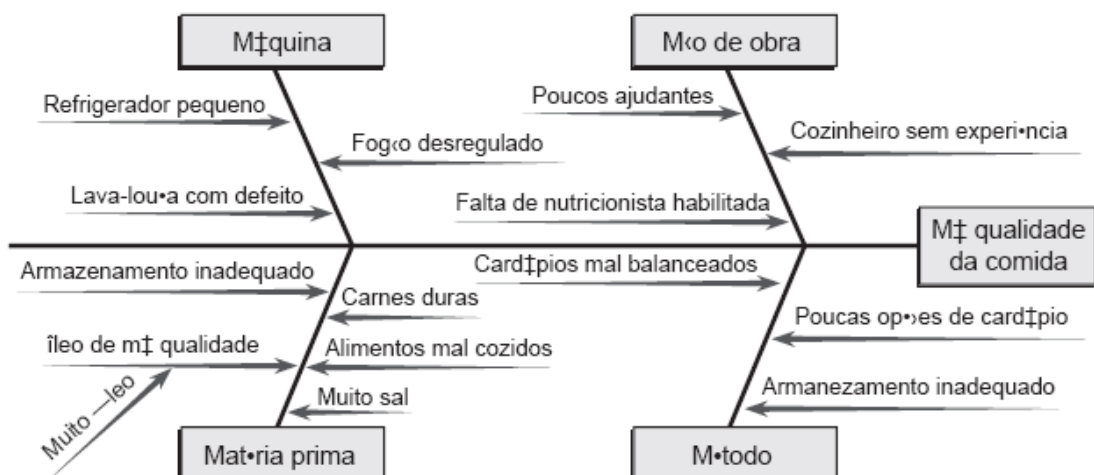 M‡quina
M‹o de obra
Refrigerador pequeno
Poucos ajudantes
Fog‹o desregulado
Cozinheiro sem experi•ncia
Lava-lou•a com defeito
Falta de nutricionista habilitada
M‡ qualidade
da comida
Armazenamento inadequado
Card‡pios mal balanceados
Carnes duras
Poucas op•›es de card‡pio
îleo de m‡ qualidade
Alimentos mal cozidos
Muito —leo
Muito sal
Armanezamento inadequado
Mat•ria prima
M•todo